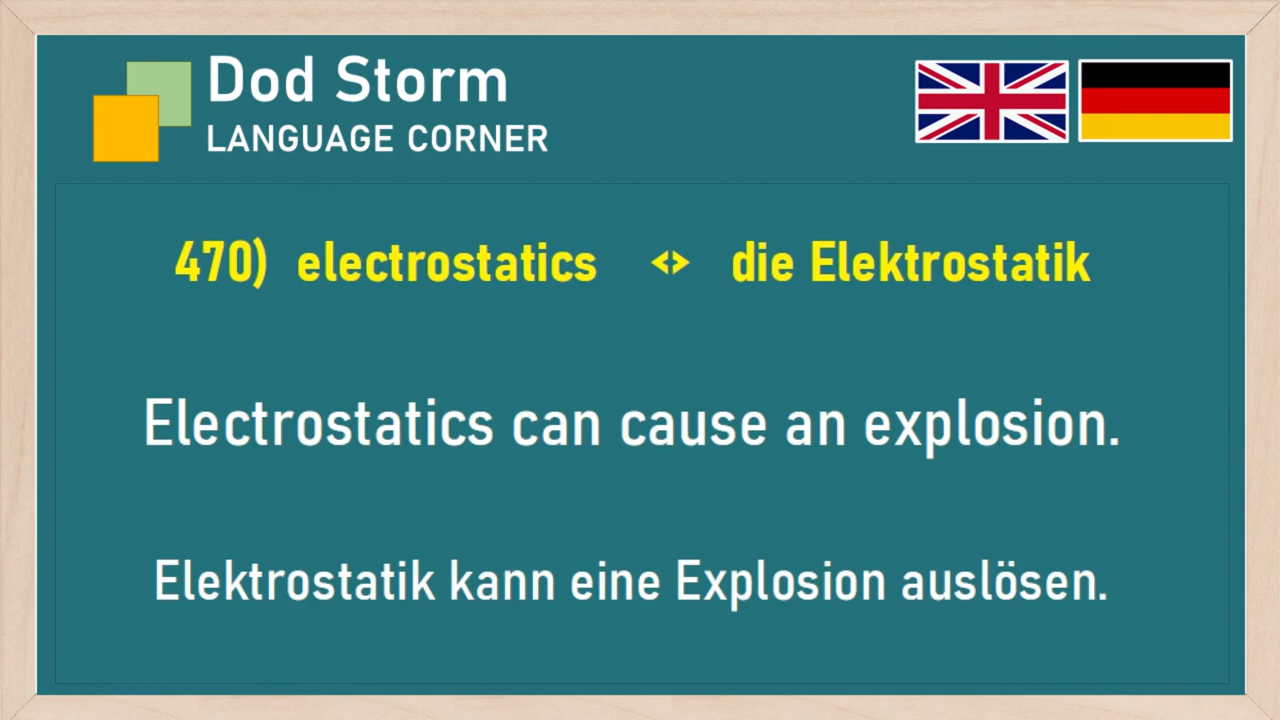 Dod Storm
LANGUAGE CORNER
470) electrostatics <> die Elektrostatik
Electrostatics can cause an explosion.
Elektrostatik kann eine Explosion auslösen.